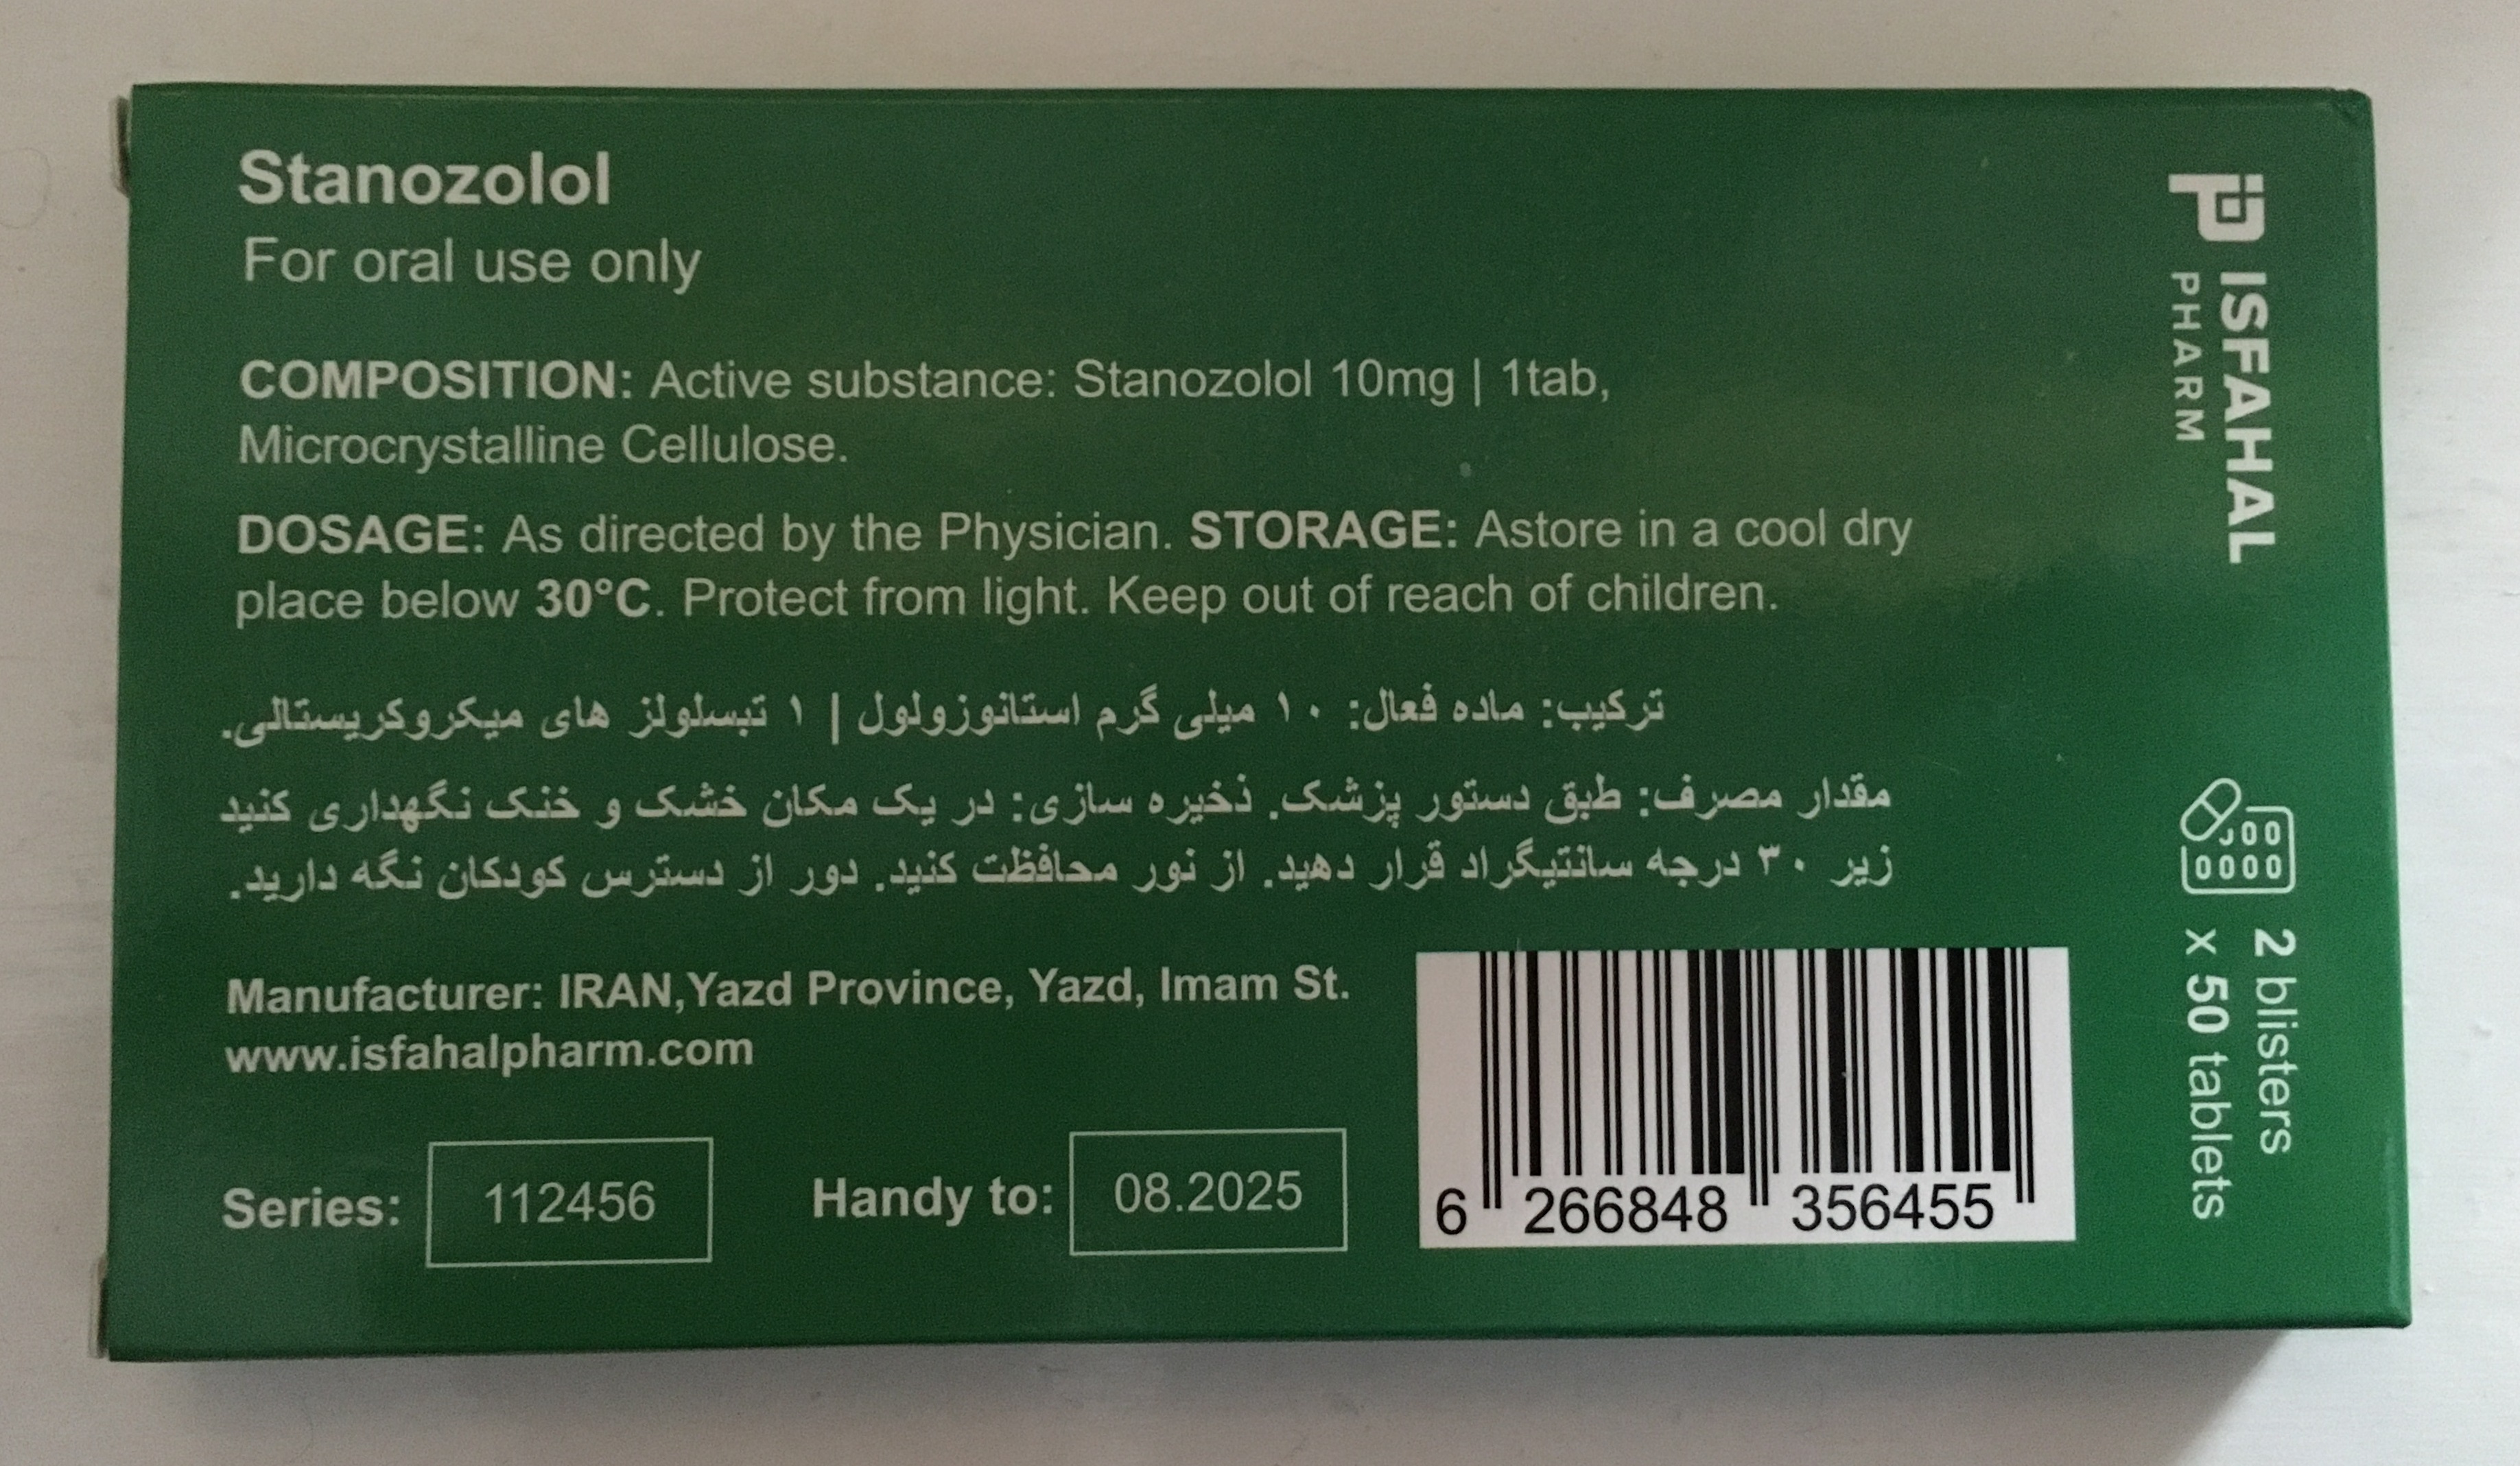 Stanozolol
For oral use only
COMPOSITION: Active substance: Stanozolol 10mg | 1tab,
Microcrystalline Cellulose.
DOSAGE: As directed by the Physician. STORAGE: Astore in a cool dry
place below 30°C. Protect from light. Keep out of reach of children.
ترکیب: ماده فعال: ۱۰ میلی گرم استانوزولول | ۱ تبسلولز های میکروکریستالی.
مقدار مصرف: طبق دستور پزشک. ذخیره سازی: در یک مکان خشک و خنک نگهداری کنید
زیر ۳۰ درجه سانتیگراد قرار دهید. از نور محافظت کنید. دور از دسترس کودکان نگه دارید.
Manufacturer: IRAN,Yazd Province, Yazd, Imam St.
www.isfahalpharm.com
Series: 112456
Handy to: 08.2025
6 266848 356455
ISFAHAL
PHARM
2 blisters
x 50 tablets